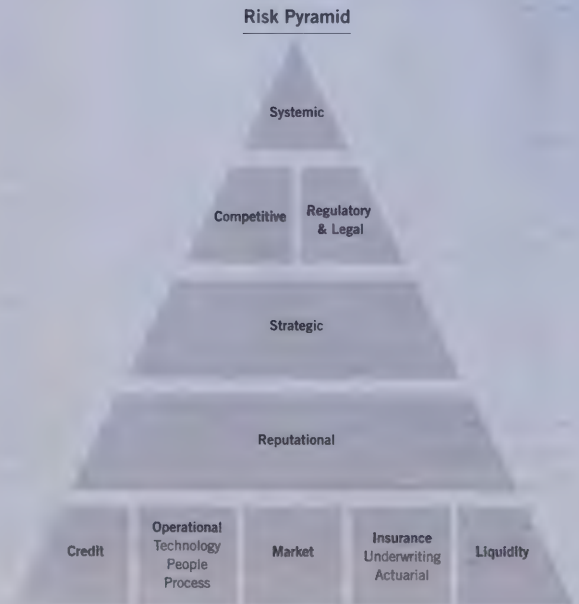 Risk Pyramid
Systemic
Competitive
Regulatory
& Legal
Strategic
Reputational
Credit
Operational
Technology
People
Process
Market
Insurance
Underwriting
Actuarial
Liquidity